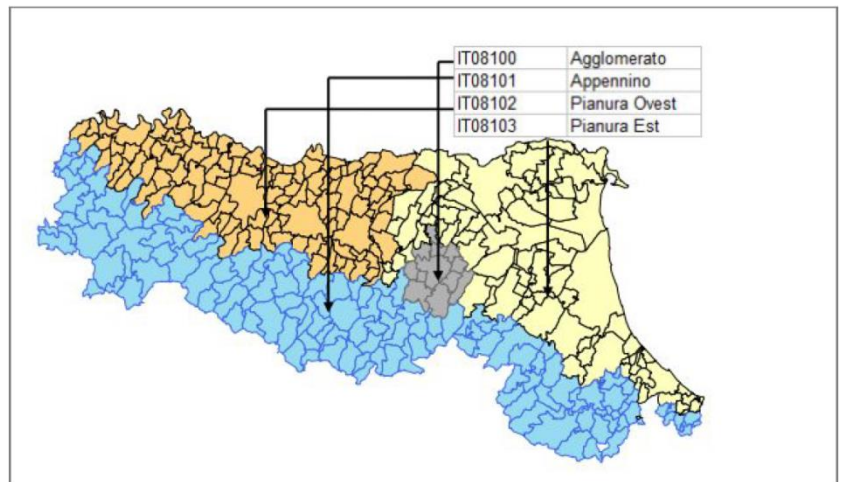 IT08100 Agglomerato
IT08101 Appennino
IT08102 Pianura Ovest
IT08103 Pianura Est